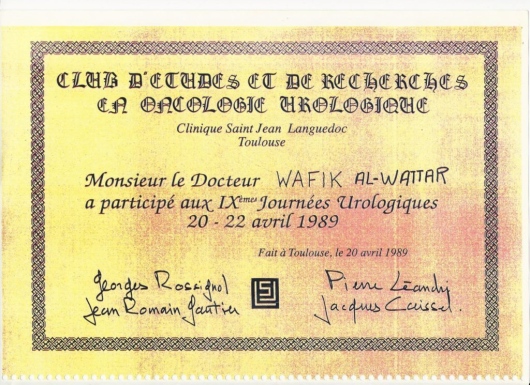 CLUB D'ETUDES ET DE RECHERCHES
EN ONCOLOGIE UROLOGIQUE
Clinique Saint Jean Languedoc
Toulouse
Monsieur le Docteur WAFIK AL-WATTAR
a participé aux IXèmes Journées Urologiques
20 - 22 avril 1989
Fait à Toulouse, le 20 avril 1989
Georges Rossignol
Jean Romain Gautier
Pierre Léandri
Jacques Caissel.